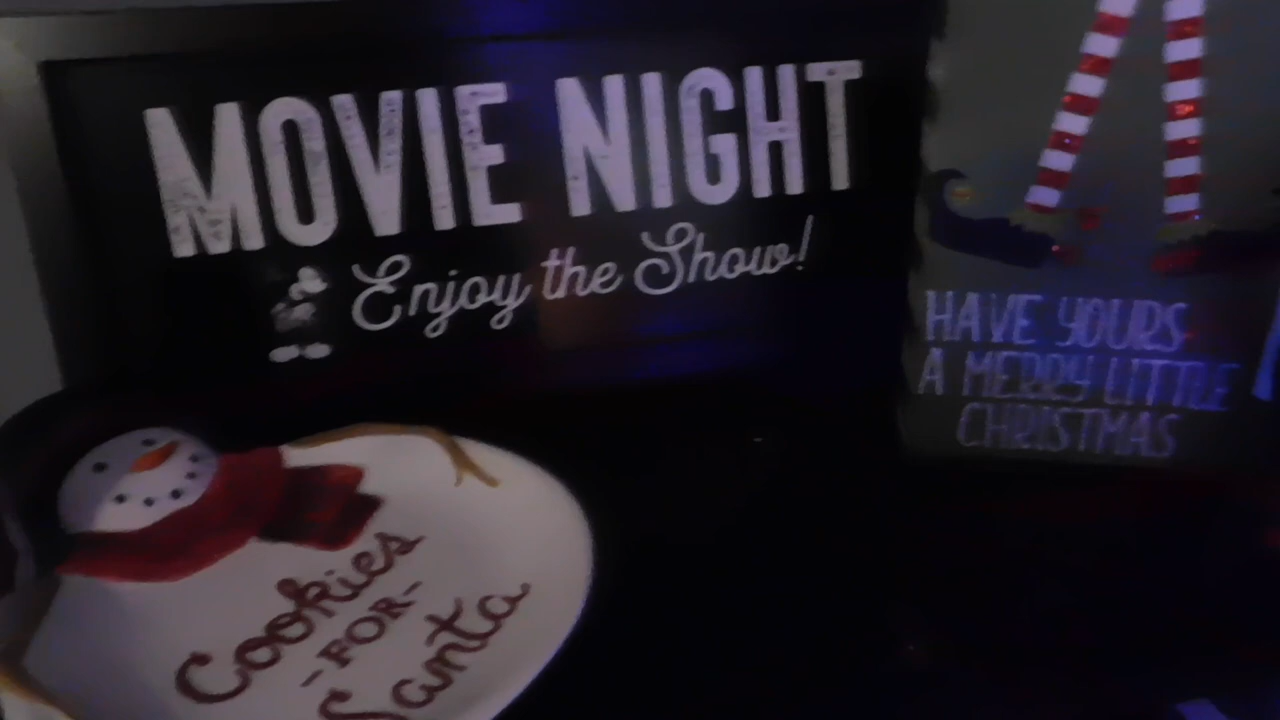 MOVIE NIGHT
Enjoy the Show!
HAVE YOURS
A MERRY LITTLE
CHRISTMAS
Cookies
-FOR-
Santa